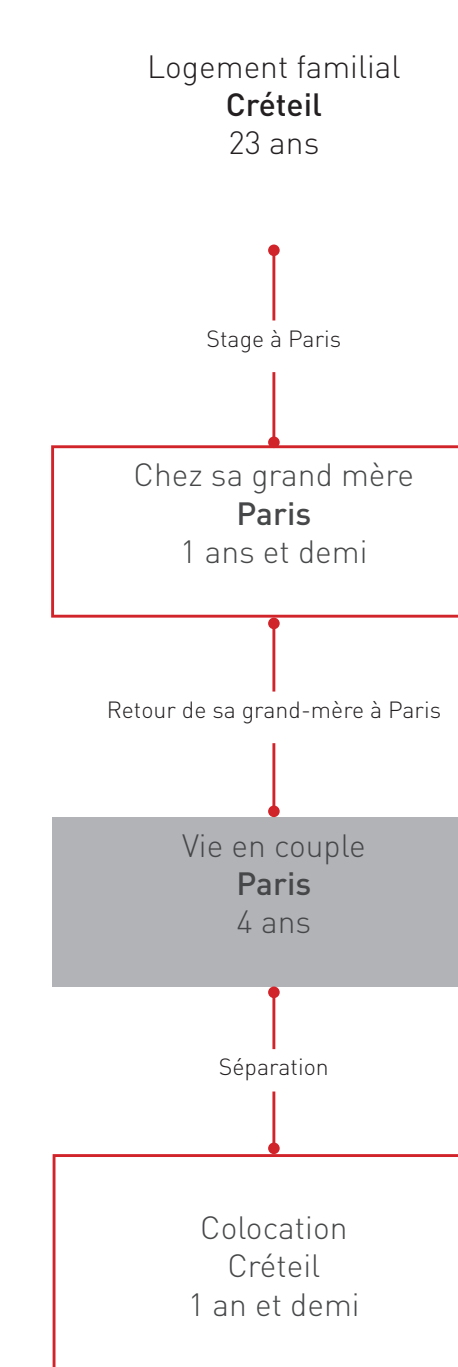 Logement familial
Créteil
23 ans
Stage à Paris
Chez sa grand mère
Paris
1 ans et demi
Retour de sa grand-mère à Paris
Vie en couple
Paris
4 ans
Séparation
Colocation
Créteil
1 an et demi